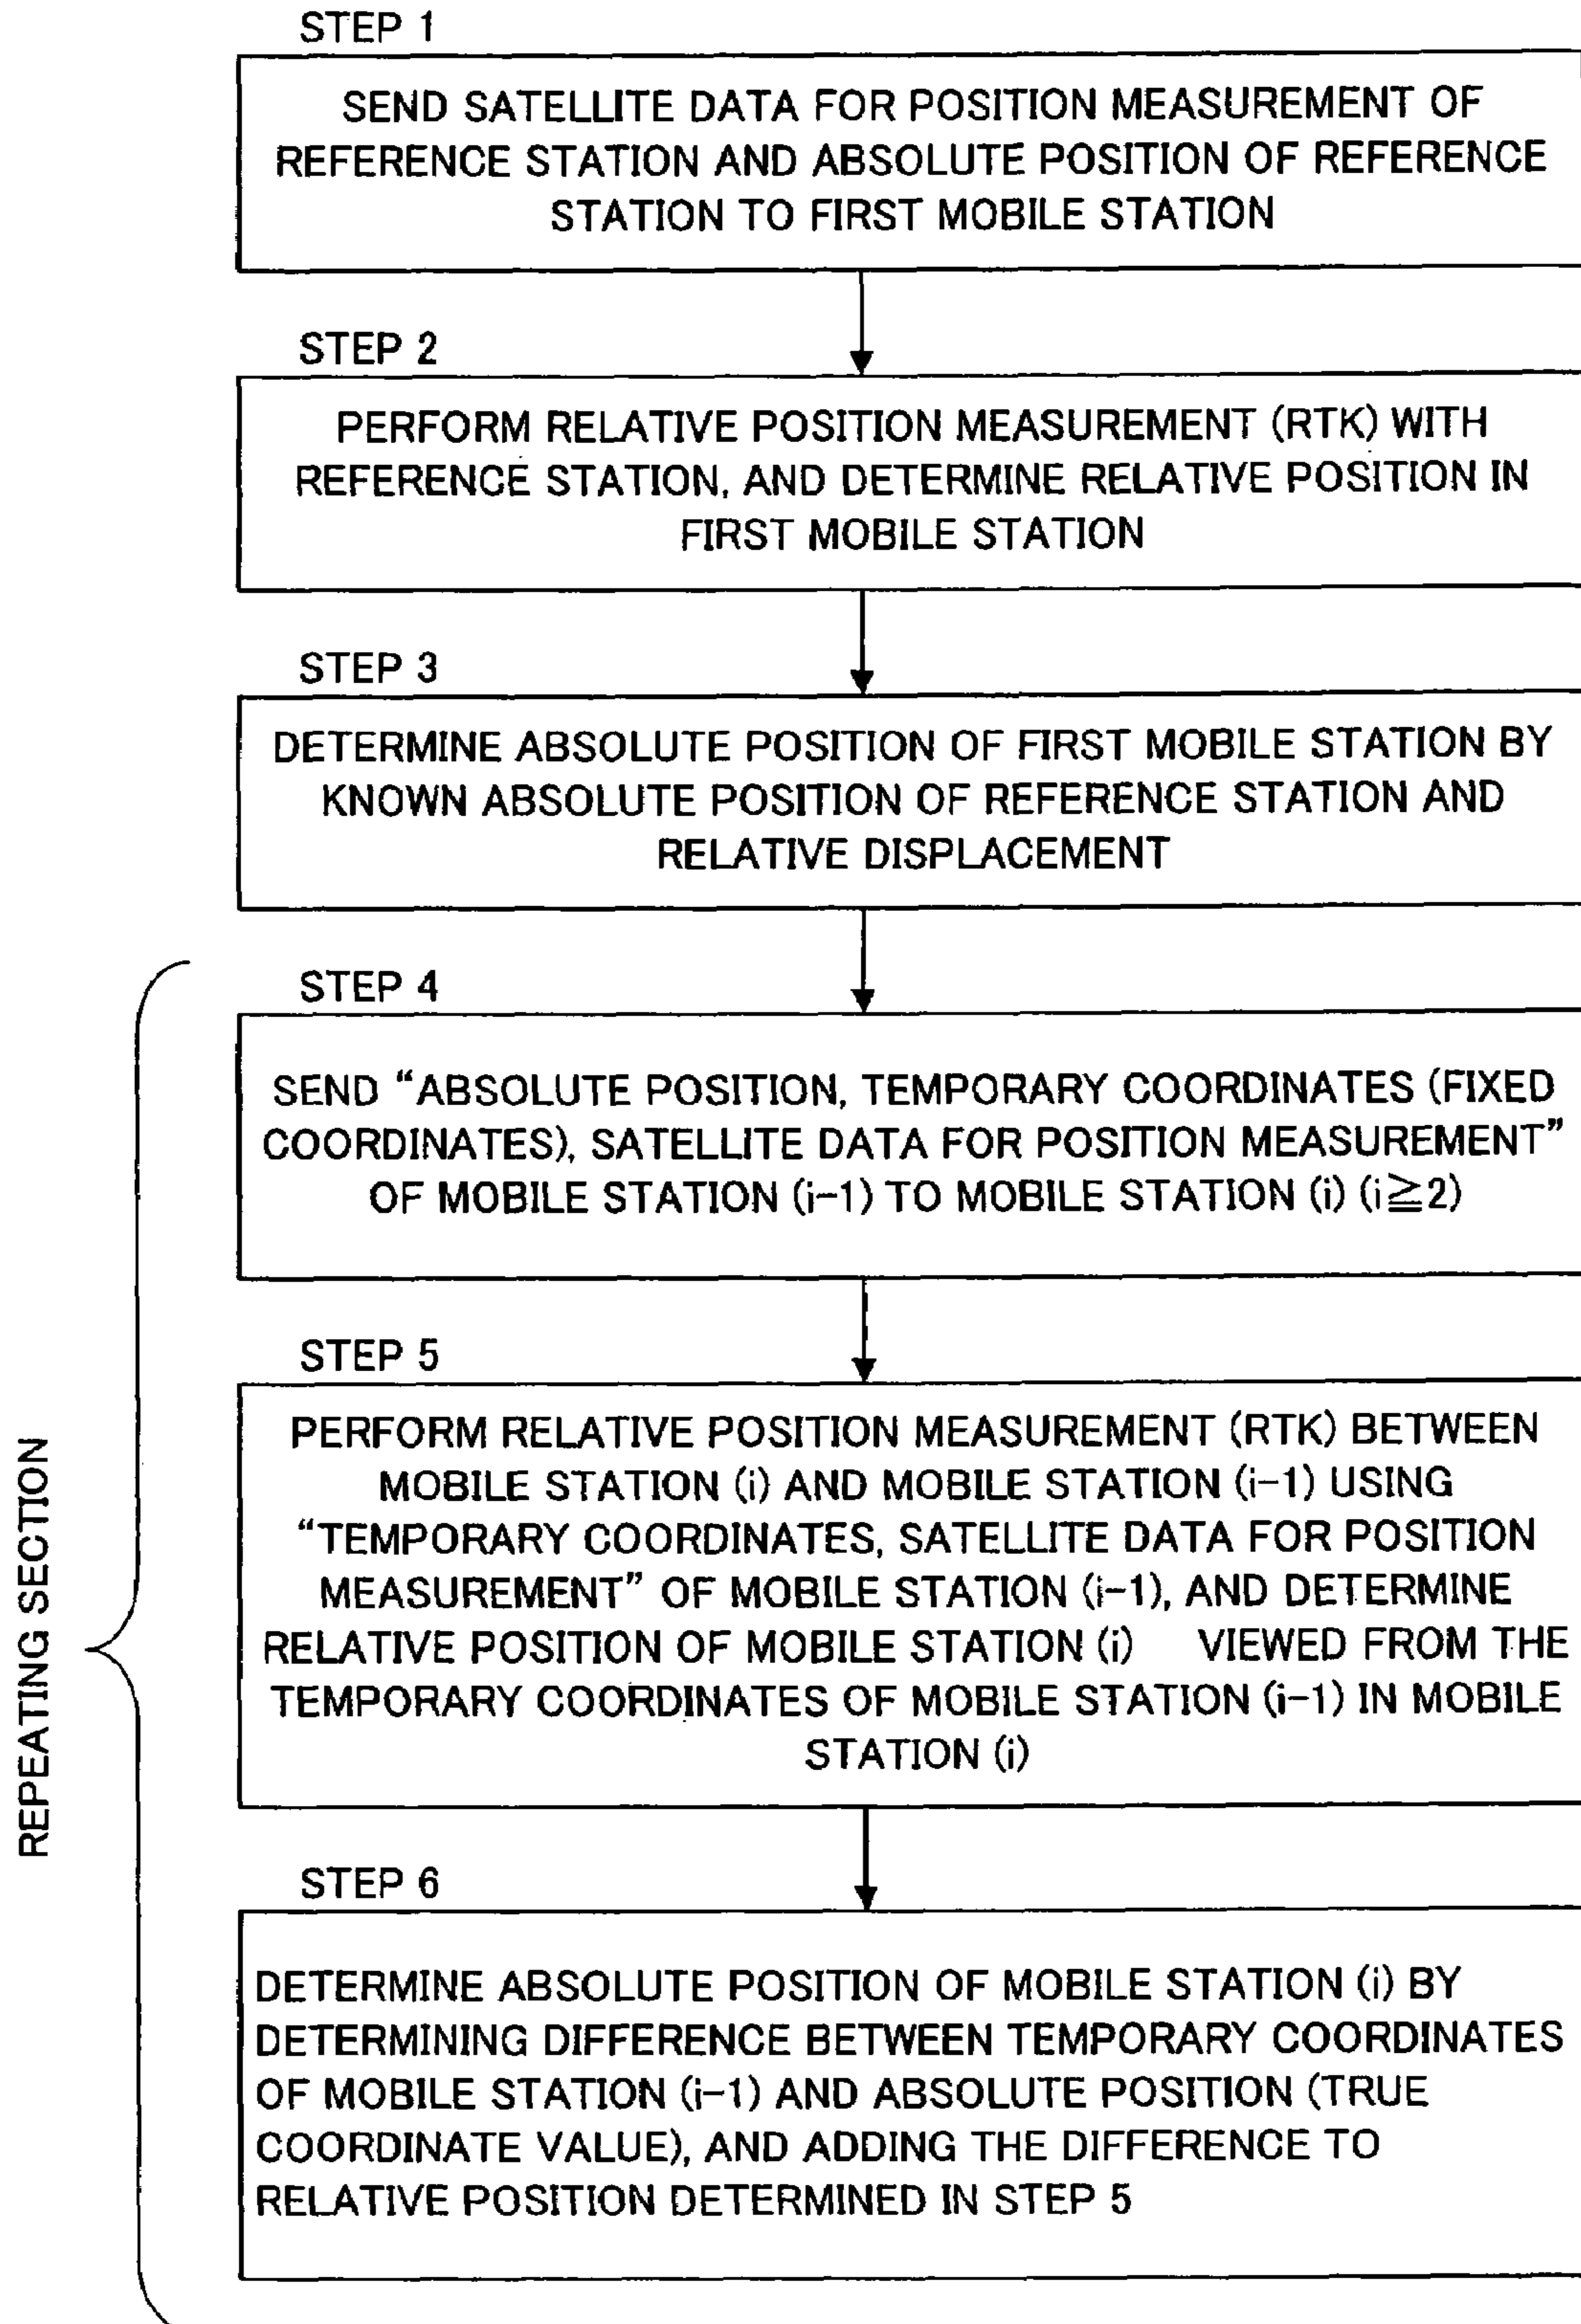 STEP 1
SEND SATELLITE DATA FOR POSITION MEASUREMENT OF
REFERENCE STATION AND ABSOLUTE POSITION OF REFERENCE
STATION TO FIRST MOBILE STATION
STEP 2
PERFORM RELATIVE POSITION MEASUREMENT (RTK) WITH
REFERENCE STATION, AND DETERMINE RELATIVE POSITION IN
FIRST MOBILE STATION
STEP 3
DETERMINE ABSOLUTE POSITION OF FIRST MOBILE STATION BY
KNOWN ABSOLUTE POSITION OF REFERENCE STATION AND
RELATIVE DISPLACEMENT
REPEATING SECTION
STEP 4
SEND “ABSOLUTE POSITION, TEMPORARY COORDINATES (FIXED
COORDINATES), SATELLITE DATA FOR POSITION MEASUREMENT”
OF MOBILE STATION (i-1) TO MOBILE STATION (i) (i≧2)
STEP 5
PERFORM RELATIVE POSITION MEASUREMENT (RTK) BETWEEN
MOBILE STATION (i) AND MOBILE STATION (i-1) USING
“TEMPORARY COORDINATES, SATELLITE DATA FOR POSITION
MEASUREMENT” OF MOBILE STATION (i-1), AND DETERMINE
RELATIVE POSITION OF MOBILE STATION (i) VIEWED FROM THE
TEMPORARY COORDINATES OF MOBILE STATION (i-1) IN MOBILE
STATION (i)
STEP 6
DETERMINE ABSOLUTE POSITION OF MOBILE STATION (i) BY
DETERMINING DIFFERENCE BETWEEN TEMPORARY COORDINATES
OF MOBILE STATION (i-1) AND ABSOLUTE POSITION (TRUE
COORDINATE VALUE), AND ADDING THE DIFFERENCE TO
RELATIVE POSITION DETERMINED IN STEP 5